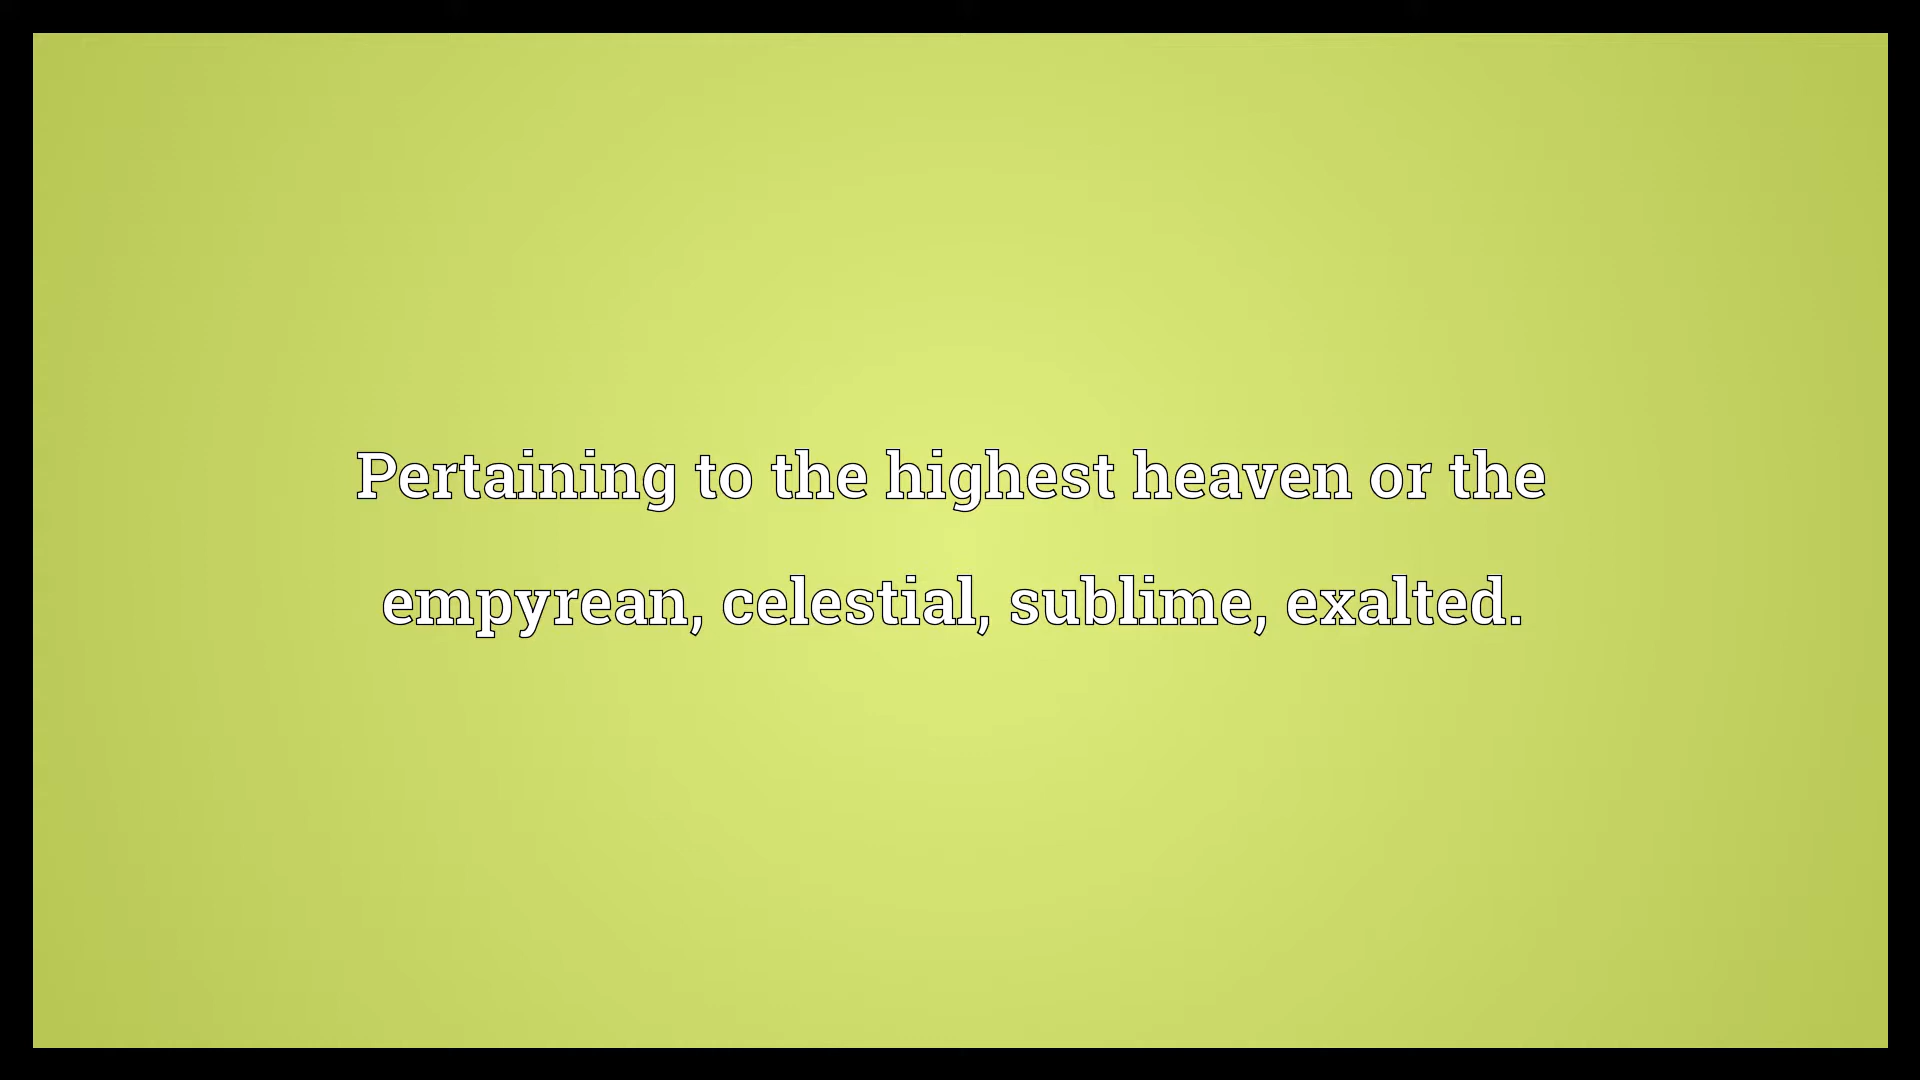 Pertaining to the highest heaven or the
empyrean, celestial, sublime, exalted.